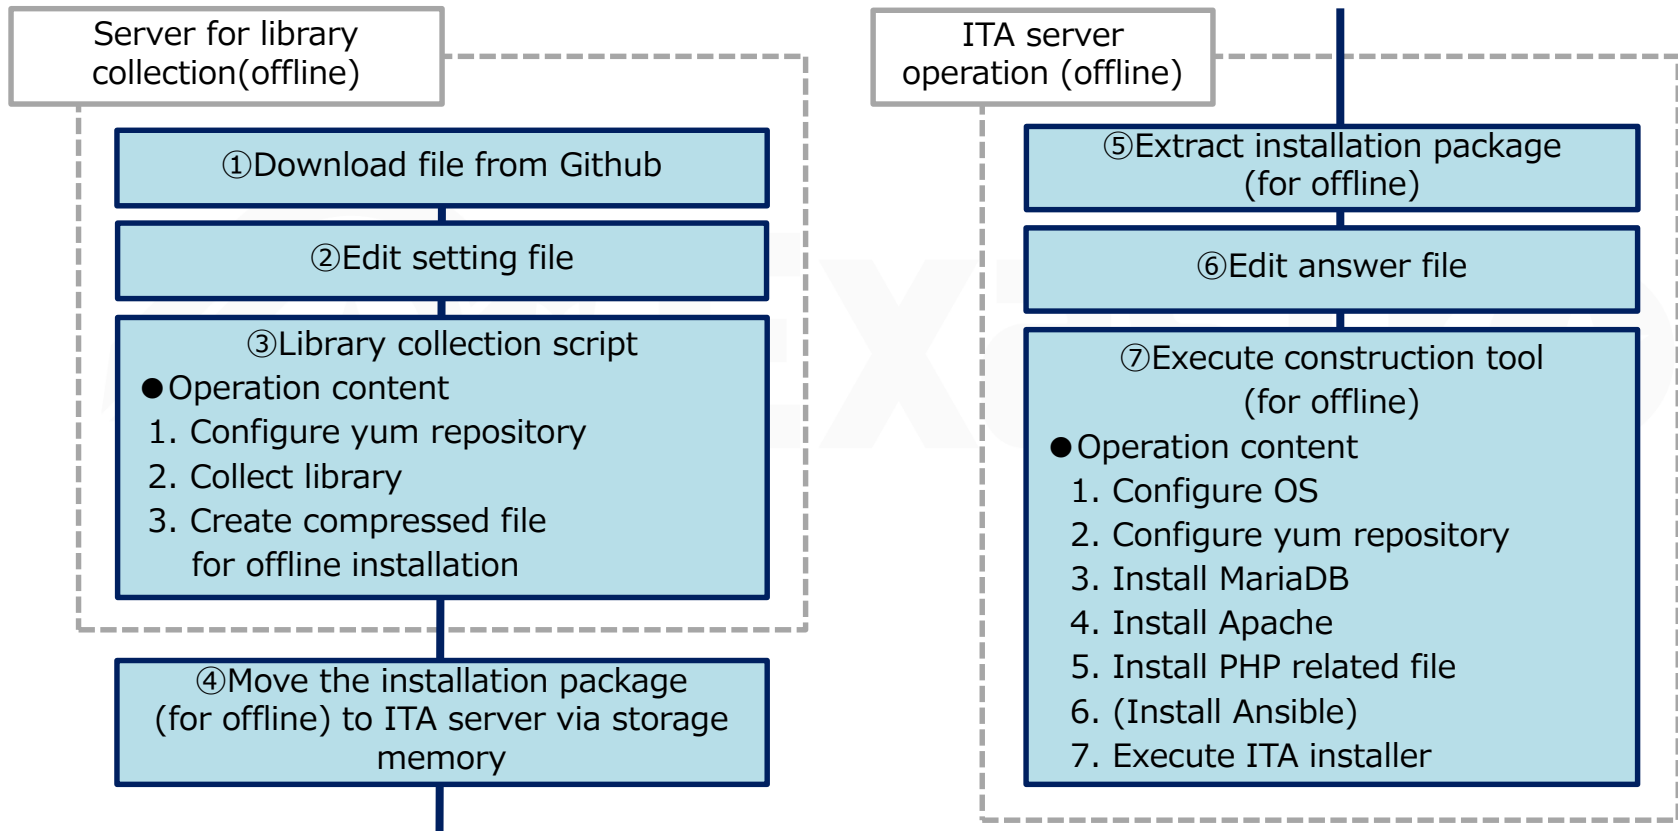 Server for library
collection(offline)
①Download file from Github
②Edit setting file
③Library collection script
●Operation content
1. Configure yum repository
2. Collect library
3. Create compressed file
for offline installation
④Move the installation package
(for offline) to ITA server via storage
memory
ITA server
operation (offline)
⑤Extract installation package
(for offline)
⑥Edit answer file
⑦Execute construction tool
(for offline)
●Operation content
1. Configure OS
2. Configure yum repository
3. Install MariaDB
4. Install Apache
5. Install PHP related file
6. (Install Ansible)
7. Execute ITA installer